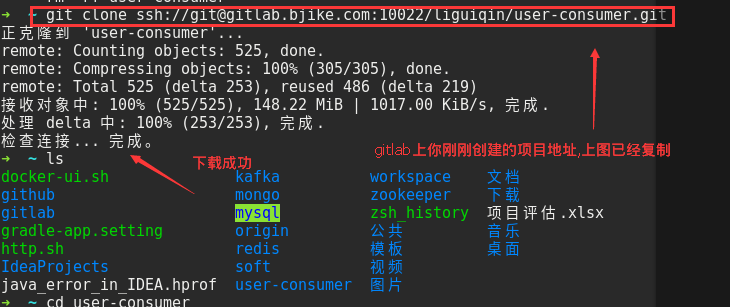 ➜ ~ git clone ssh://git@gitlab.bjike.com:10022/liguiqin/user-consumer.git
正克隆到 'user-consumer'...
remote: Counting objects: 525, done.
remote: Compressing objects: 100% (305/305), done.
remote: Total 525 (delta 253), reused 486 (delta 219)
接收对象中: 100% (525/525), 148.22 MiB | 1017.00 KiB/s, 完成.
处理 delta 中: 100% (253/253), 完成.
检查连接... 完成。
gitlab上你刚刚创建的项目地址,上图已经复制
➜ ~ ls
下载成功
docker-ui.sh kafka workspace 文档
github mongo zookeeper 下载
gitlab mysql zsh_history 项目评估.xlsx
gradle-app.setting origin 公共 音乐
http.sh redis 模板 桌面
IdeaProjects soft 视频
java_error_in_IDEA.hprof user-consumer 图片
➜ ~ cd user-consumer